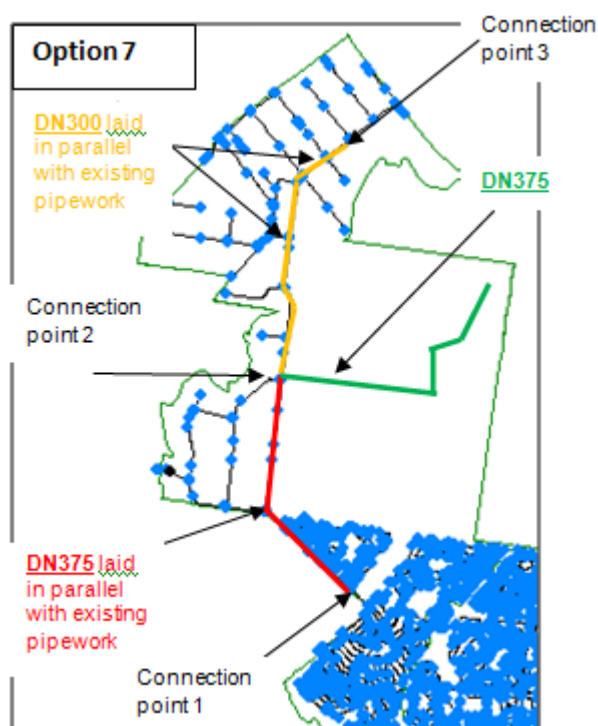 Option 7
Connection
point 3
DN300 laid
in parallel
with existing
pipework
DN375
Connection
point 2
DN375 laid
in parallel
with existing
pipework
Connection
point 1